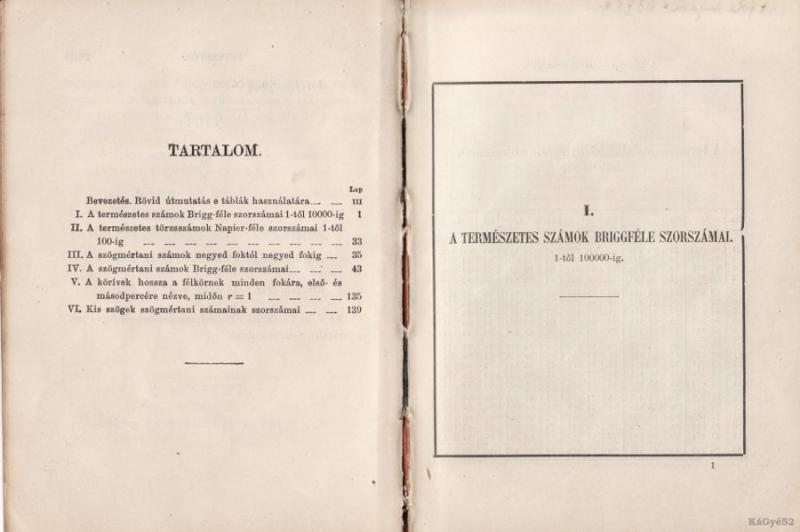 TARTALOM.
Lap
Bevezetés. Rövid útmutatás e táblák használatára III
I. A természetes számok Brigg-féle szorszámai 1-től 10000-ig 1
II. A természetes törzsszámok Napier-féle szorszámai 1-től
100-ig 33
III. A szögmértani számok negyed foktól negyed fokig 35
IV. A szögmértani számok Brigg-féle szorszámai 43
V. A körívek hossza a félkörnek minden fokára, első- és
másodpercére nézve, midőn r = 1 135
VI. Kis szögek szögmértani számainak szorszámai 139
I.
A TERMÉSZETES SZÁMOK BRIGGFÉLE SZORSZÁMAI.
1-től 100000-ig.
1
KáGyé52